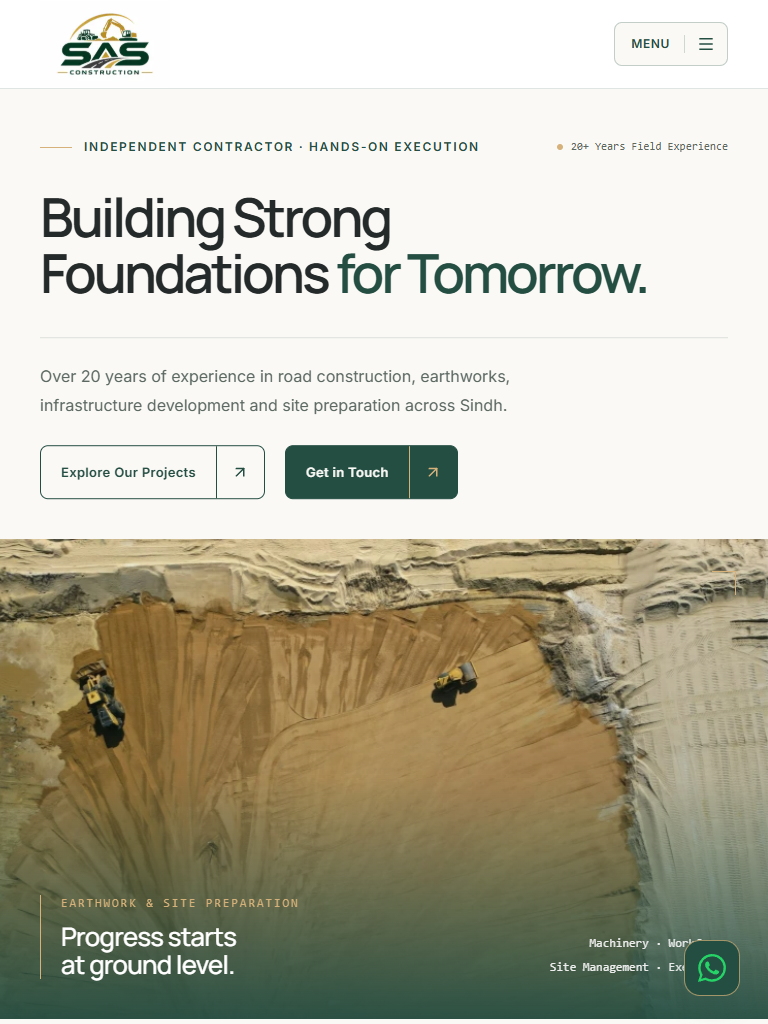 SAS
CONSTRUCTION
MENU
INDEPENDENT CONTRACTOR · HANDS-ON EXECUTION
20+ Years Field Experience
Building Strong
Foundations for Tomorrow.
Over 20 years of experience in road construction, earthworks,
infrastructure development and site preparation across Sindh.
Explore Our Projects
Get in Touch
EARTHWORK & SITE PREPARATION
Progress starts
at ground level.
Machinery ·
Site Management ·